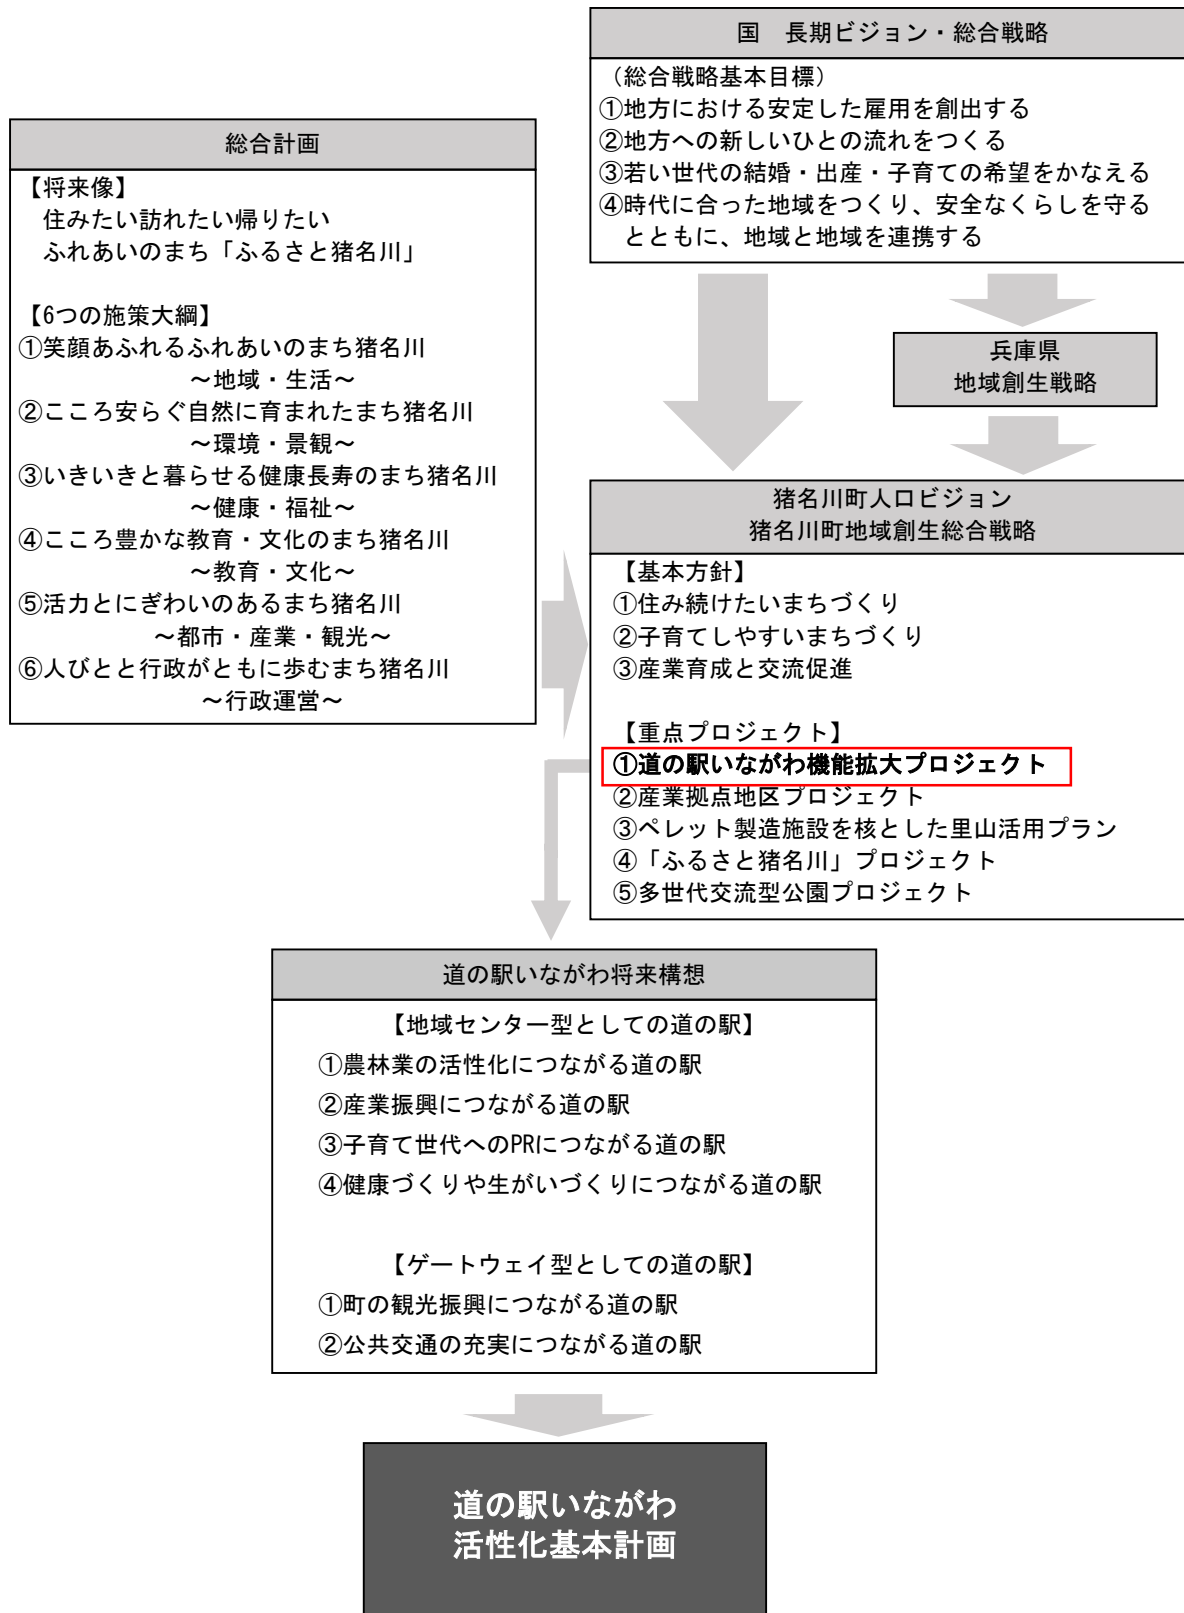 国　長期ビジョン・総合戦略
（総合戦略基本目標）
①地方における安定した雇用を創出する
②地方への新しいひとの流れをつくる
③若い世代の結婚・出産・子育ての希望をかなえる
④時代に合った地域をつくり、安全なくらしを守る
とともに、地域と地域を連携する
総合計画
【将来像】
住みたい訪れたい帰りたい
ふれあいのまち「ふるさと猪名川」
【6つの施策大綱】
①笑顔あふれるふれあいのまち猪名川
～地域・生活～
②こころ安らぐ自然に育まれたまち猪名川
～環境・景観～
③いきいきと暮らせる健康長寿のまち猪名川
～健康・福祉～
④こころ豊かな教育・文化のまち猪名川
～教育・文化～
⑤活力とにぎわいのあるまち猪名川
～都市・産業・観光～
⑥人びとと行政がともに歩むまち猪名川
～行政運営～
兵庫県
地域創生戦略
猪名川町人口ビジョン
猪名川町地域創生総合戦略
【基本方針】
①住み続けたいまちづくり
②子育てしやすいまちづくり
③産業育成と交流促進
【重点プロジェクト】
①道の駅いながわ機能拡大プロジェクト
②産業拠点地区プロジェクト
③ペレット製造施設を核とした里山活用プラン
④「ふるさと猪名川」プロジェクト
⑤多世代交流型公園プロジェクト
道の駅いながわ将来構想
【地域センター型としての道の駅】
①農林業の活性化につながる道の駅
②産業振興につながる道の駅
③子育て世代へのPRにつながる道の駅
④健康づくりや生がいづくりにつながる道の駅
【ゲートウェイ型としての道の駅】
①町の観光振興につながる道の駅
②公共交通の充実につながる道の駅
道の駅いながわ
活性化基本計画